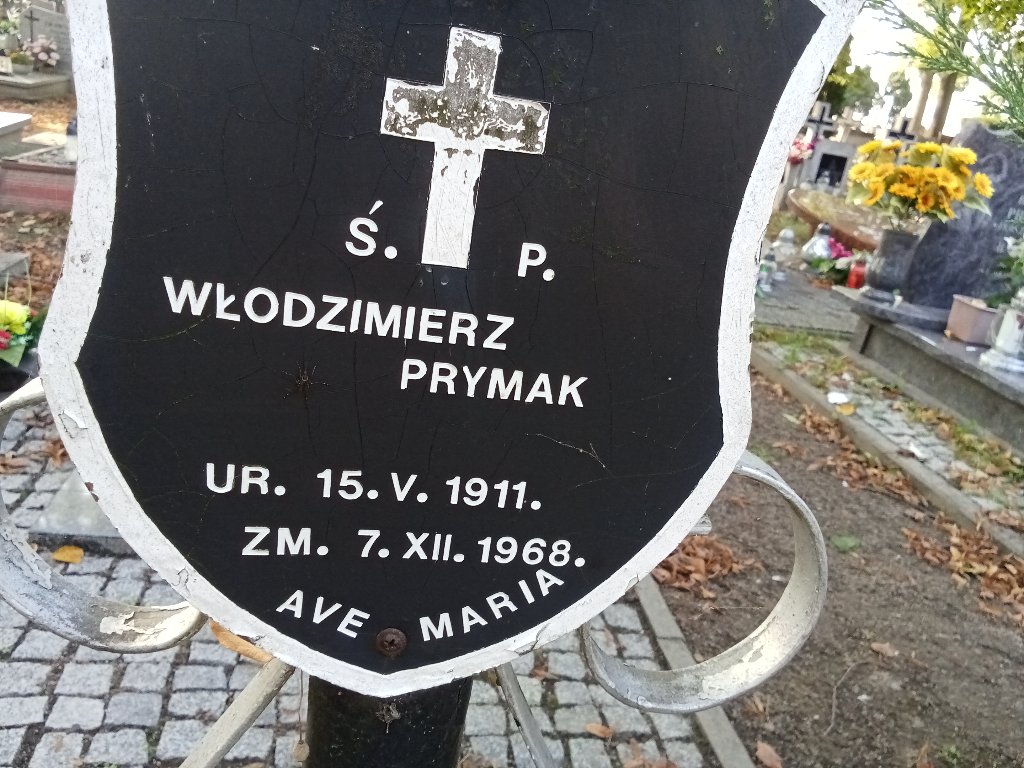 Ś. P.
WŁODZIMIERZ
PRYMAK
UR. 15. V. 1911.
ZM. 7. XII. 1968.
AVE MARIA